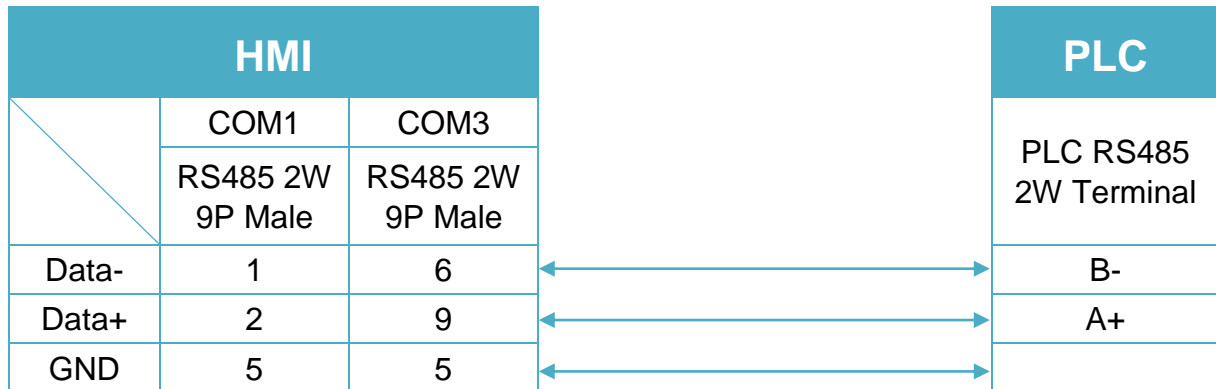 HMI PLC
COM1 COM3
RS485 2W RS485 2W
9P Male 9P Male
PLC RS485
2W Terminal
Data- 1 6 B-
Data+ 2 9 A+
GND 5 5